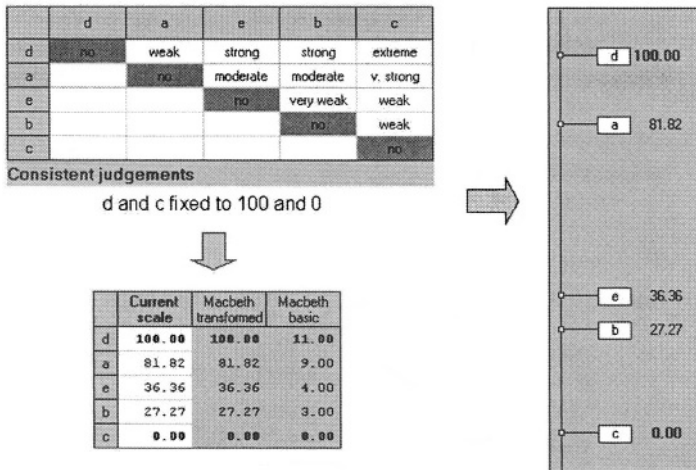 d a e b c
d no weak strong strong extreme
a no moderate moderate v. strong
e no very weak weak
b no weak
c no
Consistent judgements
d and c fixed to 100 and 0
Current Macbeth Macbeth
scale transformed basic
d 100.00 100.00 11.00
a 81.82 81.82 9.00
e 36.36 36.36 4.00
b 27.27 27.27 3.00
c 0.00 0.00 0.00
d 100.00
a 81.82
e 36.36
b 27.27
c 0.00